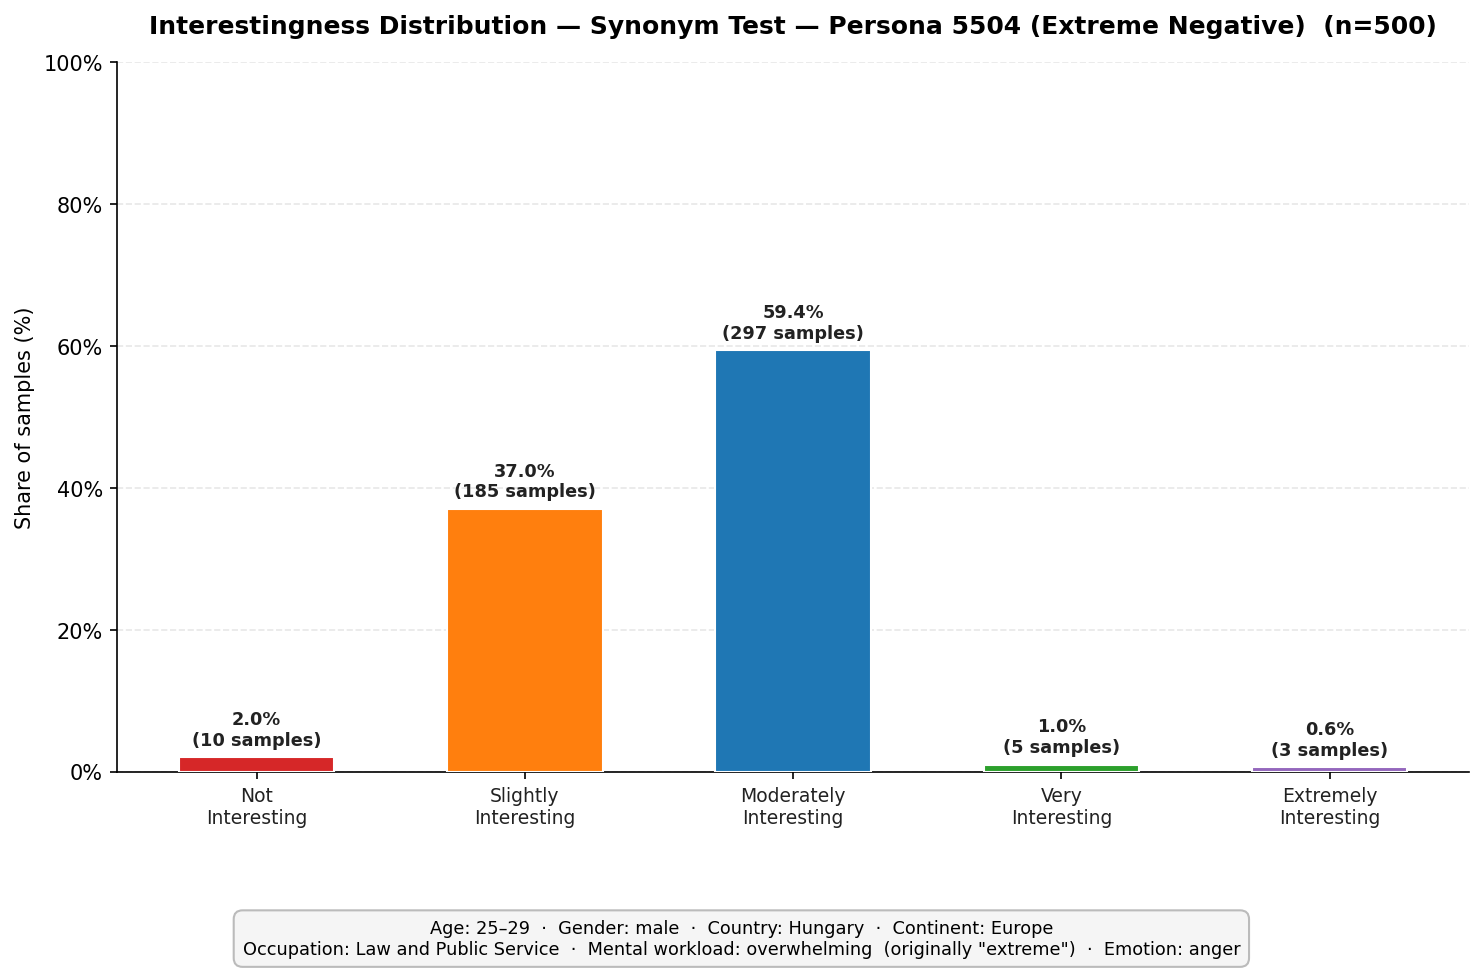 Interestingness Distribution — Synonym Test — Persona 5504 (Extreme Negative)  (n=500)
Share of samples (%)
100%
80%
60%
40%
20%
0%
2.0%
(10 samples)
37.0%
(185 samples)
59.4%
(297 samples)
1.0%
(5 samples)
0.6%
(3 samples)
Not
Interesting
Slightly
Interesting
Moderately
Interesting
Very
Interesting
Extremely
Interesting
Age: 25–29  ·  Gender: male  ·  Country: Hungary  ·  Continent: Europe
Occupation: Law and Public Service  ·  Mental workload: overwhelming  (originally "extreme")  ·  Emotion: anger